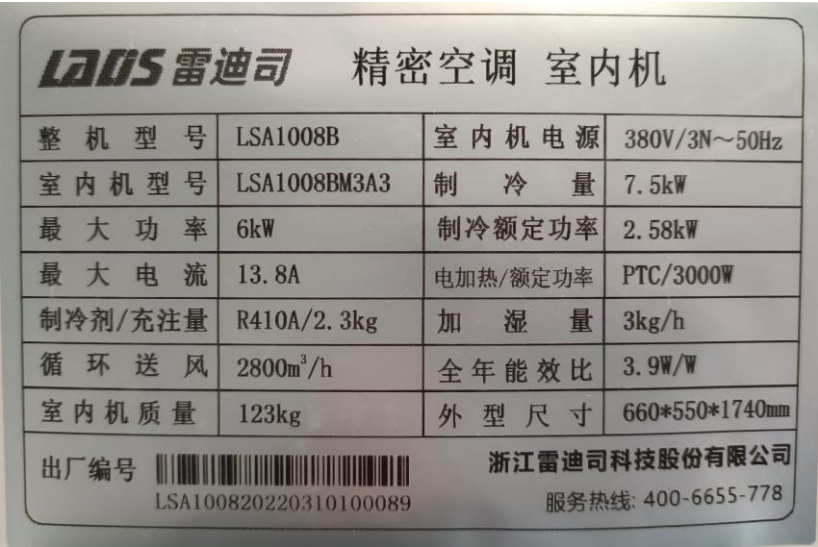 LADS 雷迪司 精密空调 室内机
整机型号 LSA1008B 室内机电源 380V/3N～50Hz
室内机型号 LSA1008BM3A3 制冷量 7.5kW
最大功率 6kW 制冷额定功率 2.58kW
最大电流 13.8A 电加热/额定功率 PTC/3000W
制冷剂/充注量 R410A/2.3kg 加湿量 3kg/h
循环送风 2800m³/h 全年能效比 3.9W/W
室内机质量 123kg 外型尺寸 660*550*1740mm
出厂编号 浙江雷迪司科技股份有限公司
LSA100820220310100089 服务热线: 400-6655-778